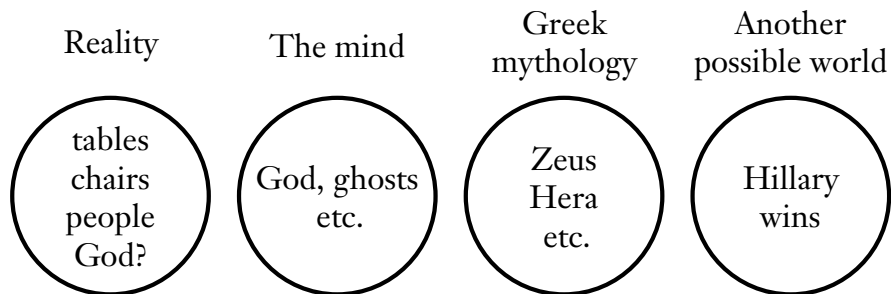 Reality
The mind
Greek
mythology
Another
possible world
tables
chairs
people
God?
God, ghosts
etc.
Zeus
Hera
etc.
Hillary
wins